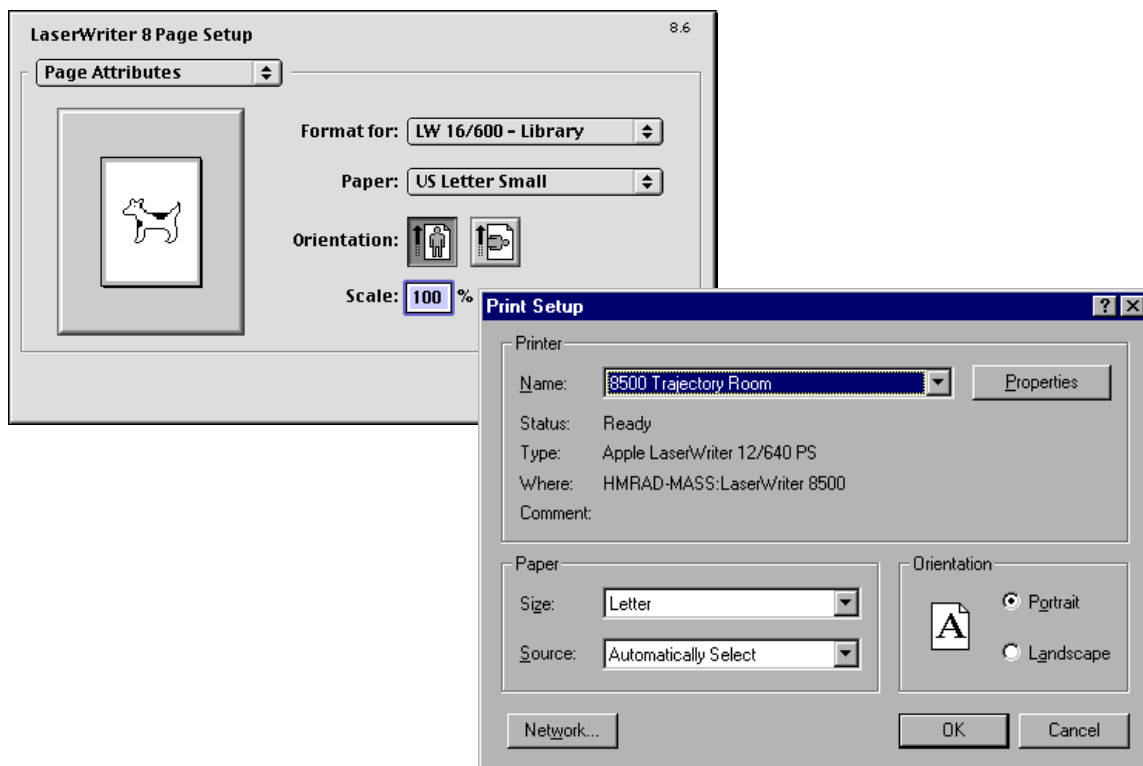 LaserWriter 8 Page Setup
8.6
Page Attributes
Format for: LW 16/600 - Library
Paper: US Letter Small
Orientation:
Scale: 100 %
Print Setup
Printer
Name: 8500 Trajectory Room
Properties
Status: Ready
Type: Apple LaserWriter 12/640 PS
Where: HMRAD-MASS:LaserWriter 8500
Comment:
Paper
Size: Letter
Source: Automatically Select
Orientation
A
Portrait
Landscape
Network...
OK
Cancel